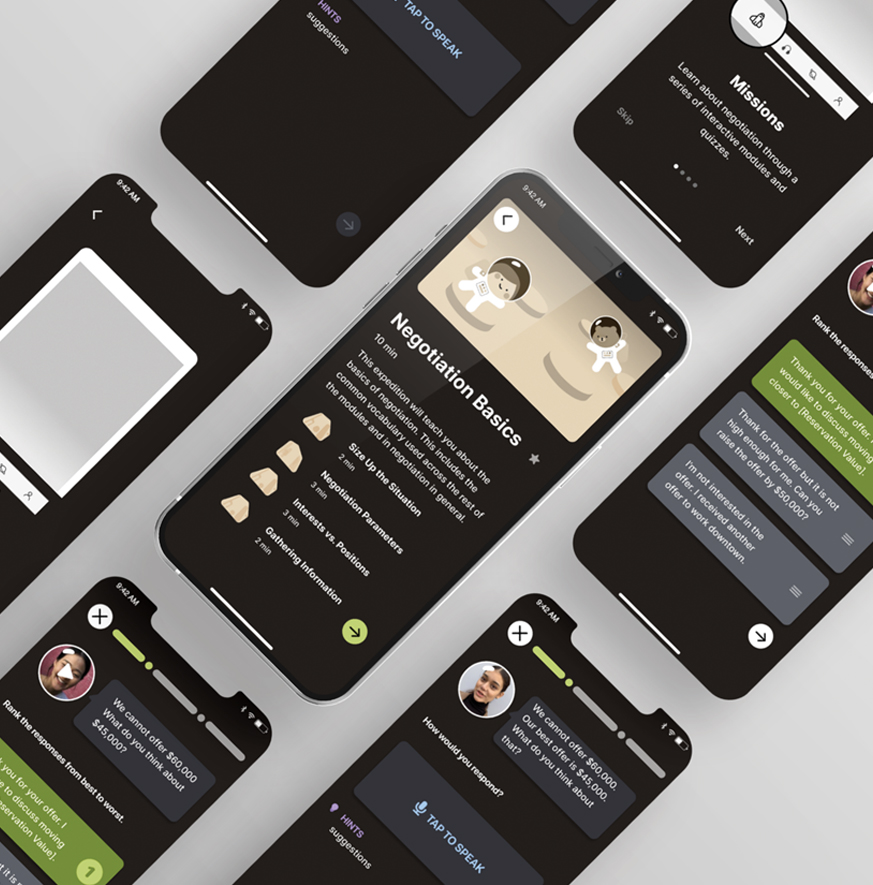 HINTS
suggestions
TAP TO SPEAK
Missions
Learn about negotiation through a
series of interactive modules and
quizzes.
Skip
Next
9:42 AM
9:42 AM
Negotiation Basics
10 min
This expedition will teach you about the
basics of negotiation. This includes the
common vocabulary used across the rest of
the modules and in negotiation in general.
Size Up the Situation
2 min
Negotiation Parameters
3 min
Interests vs. Positions
3 min
Gathering Information
2 min
Rank the responses
Thank you for your offer.
would like to discuss moving
closer to [Reservation Value].
Thank for the offer but it is not
high enough for me. Can you
raise the offer by $50,000?
I'm not interested in the
offer. I received another
offer to work downtown.
9:42 AM
We cannot offer $60,000
What do you think about
$45,000?
Rank the responses from best to worst.
you for your offer. I
to discuss moving
Value].
1
9:42 AM
We cannot offer $60,000.
Our best offer is $45,000.
What do you think about
that?
How would you respond?
TAP TO SPEAK
HINTS
suggestions